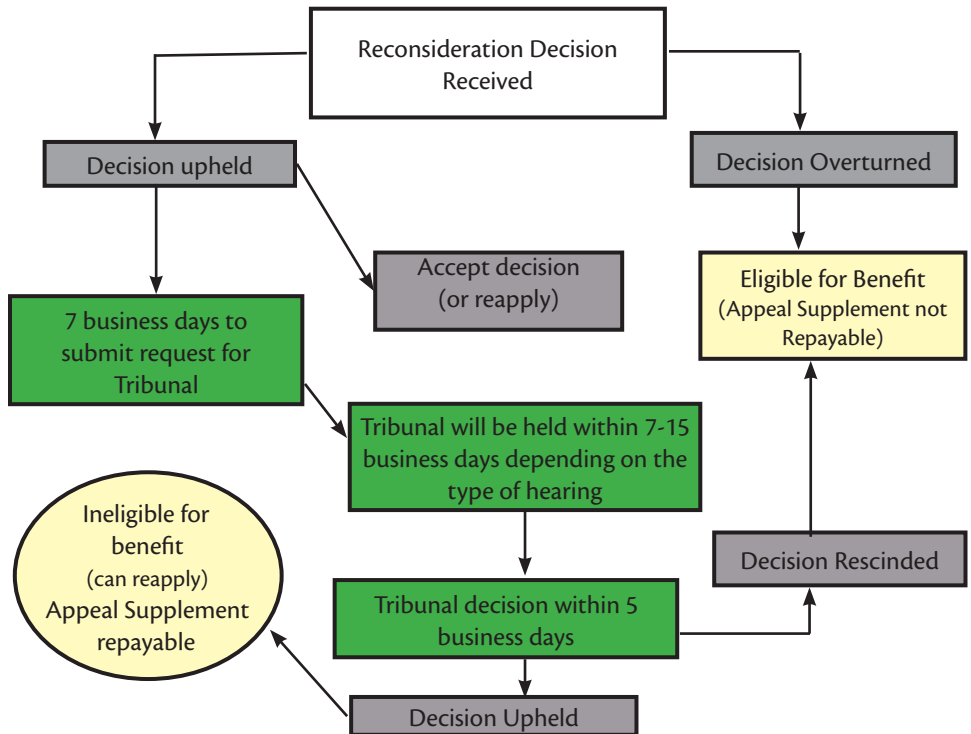 Reconsideration Decision
Received
Decision upheld
Decision Overturned
Accept decision
(or reapply)
Eligible for Benefit
(Appeal Supplement not
Repayable)
7 business days to
submit request for
Tribunal
Tribunal will be held within 7-15
business days depending on the
type of hearing
Ineligible for
benefit
(can reapply)
Appeal Supplement
repayable
Decision Rescinded
Tribunal decision within 5
business days
Decision Upheld